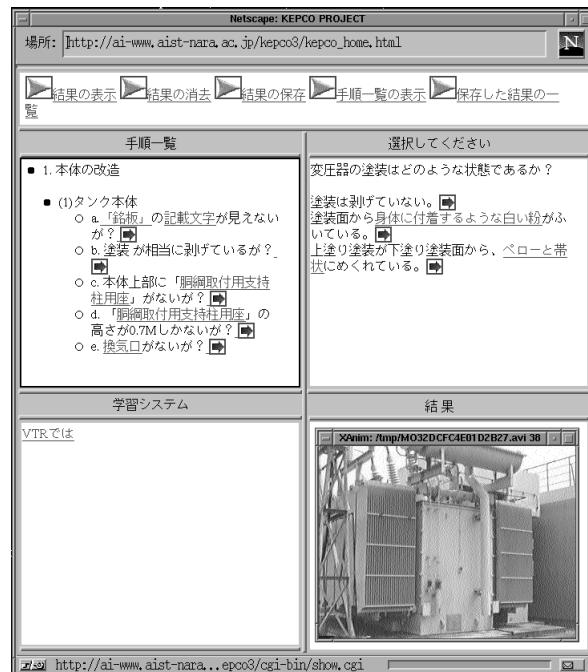 Netscape: KEPCO PROJECT
場所: http://ai-www.aist-nara.ac.jp/kepco3/kepco_home.html
N
結果の表示 結果の消去 結果の保存 手順一覧の表示 保存した結果の一
覧
手順一覧
1. 本体の改造
(1)タンク本体
a. 「銘板」の記載文字が見えない
が？
b. 塗装 が相当に剥げているが？
c. 本体上部に「胴綱取付用支持
柱用座」がないが？
d. 「胴綱取付用支持柱用座」の
高さが0.7Mしかないが？
e. 換気口がないが？
選択してください
変圧器の塗装はどのような状態であるか？
塗装は剥げていない。
塗装面から身体に付着するような白い粉がふ
いている。
上塗り塗装が下塗り塗装面から、ペローと帯
状にめくれている。
学習システム
VTRでは
結果
XAnim: /tmp/MO32DCFC4E01D2B27.avi 38
http://ai-www.aist-nara...epco3/cgi-bin/show.cgi